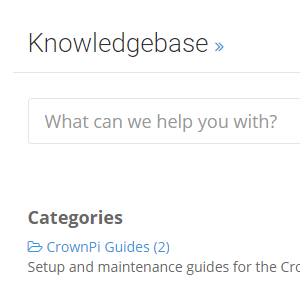 Knowledgebase »
What can we help you with?
Categories
CrownPi Guides (2)
Setup and maintenance guides for the Cro